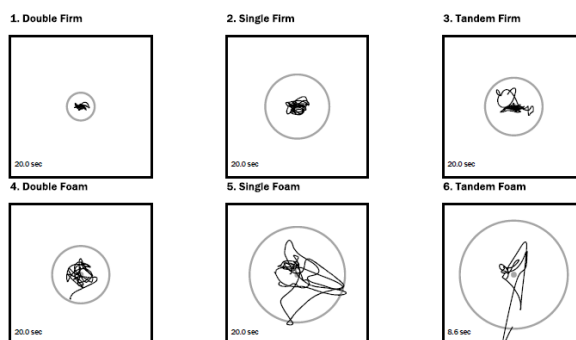 1. Double Firm
2. Single Firm
3. Tandem Firm
20.0 sec
20.0 sec
20.0 sec
4. Double Foam
5. Single Foam
6. Tandem Foam
20.0 sec
20.0 sec
8.6 sec